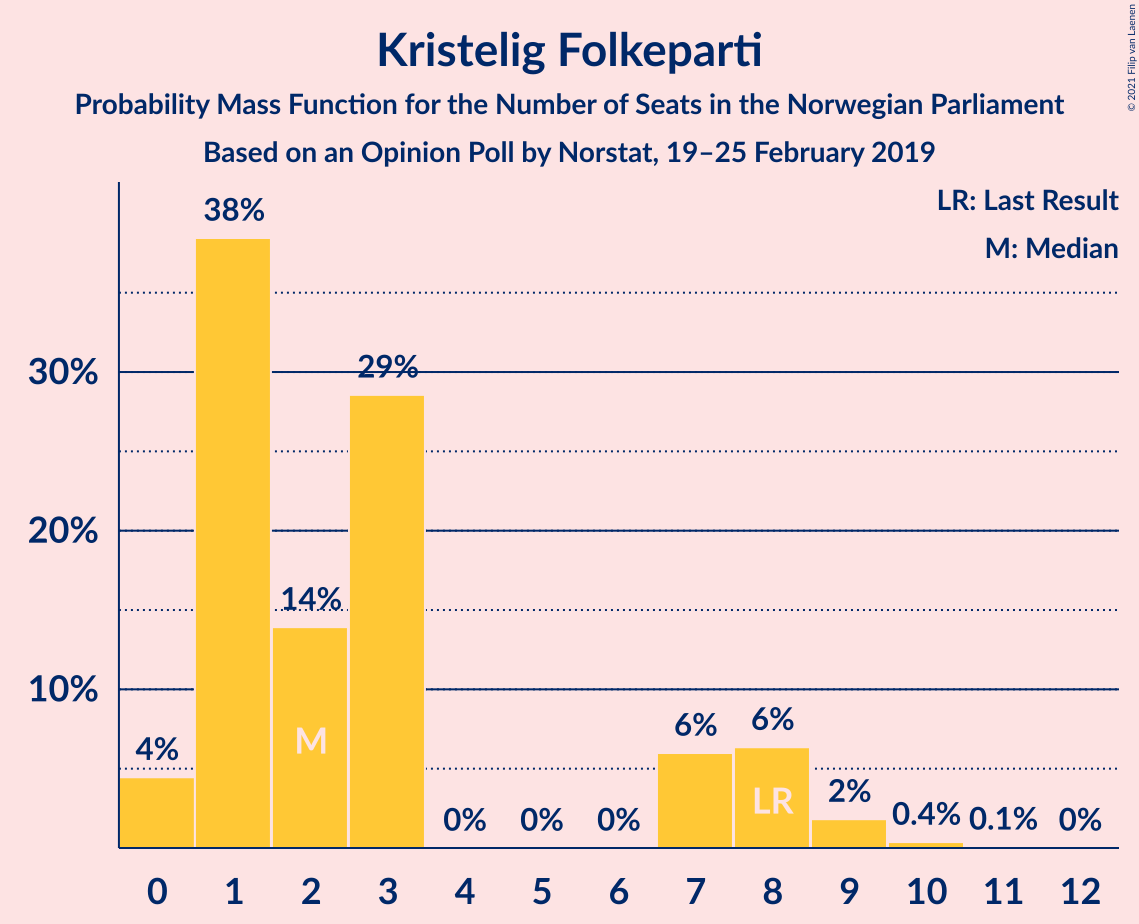 Kristelig Folkeparti
Probability Mass Function for the Number of Seats in the Norwegian Parliament
Based on an Opinion Poll by Norstat, 19–25 February 2019
© 2021 Filip van Laenen
LR: Last Result
M: Median
38%
30%
29%
20%
14%
10%
M
4%
6%
6%
LR
2%
0%
0%
0%
0.4%
0.1%
0%
0 1 2 3 4 5 6 7 8 9 10 11 12